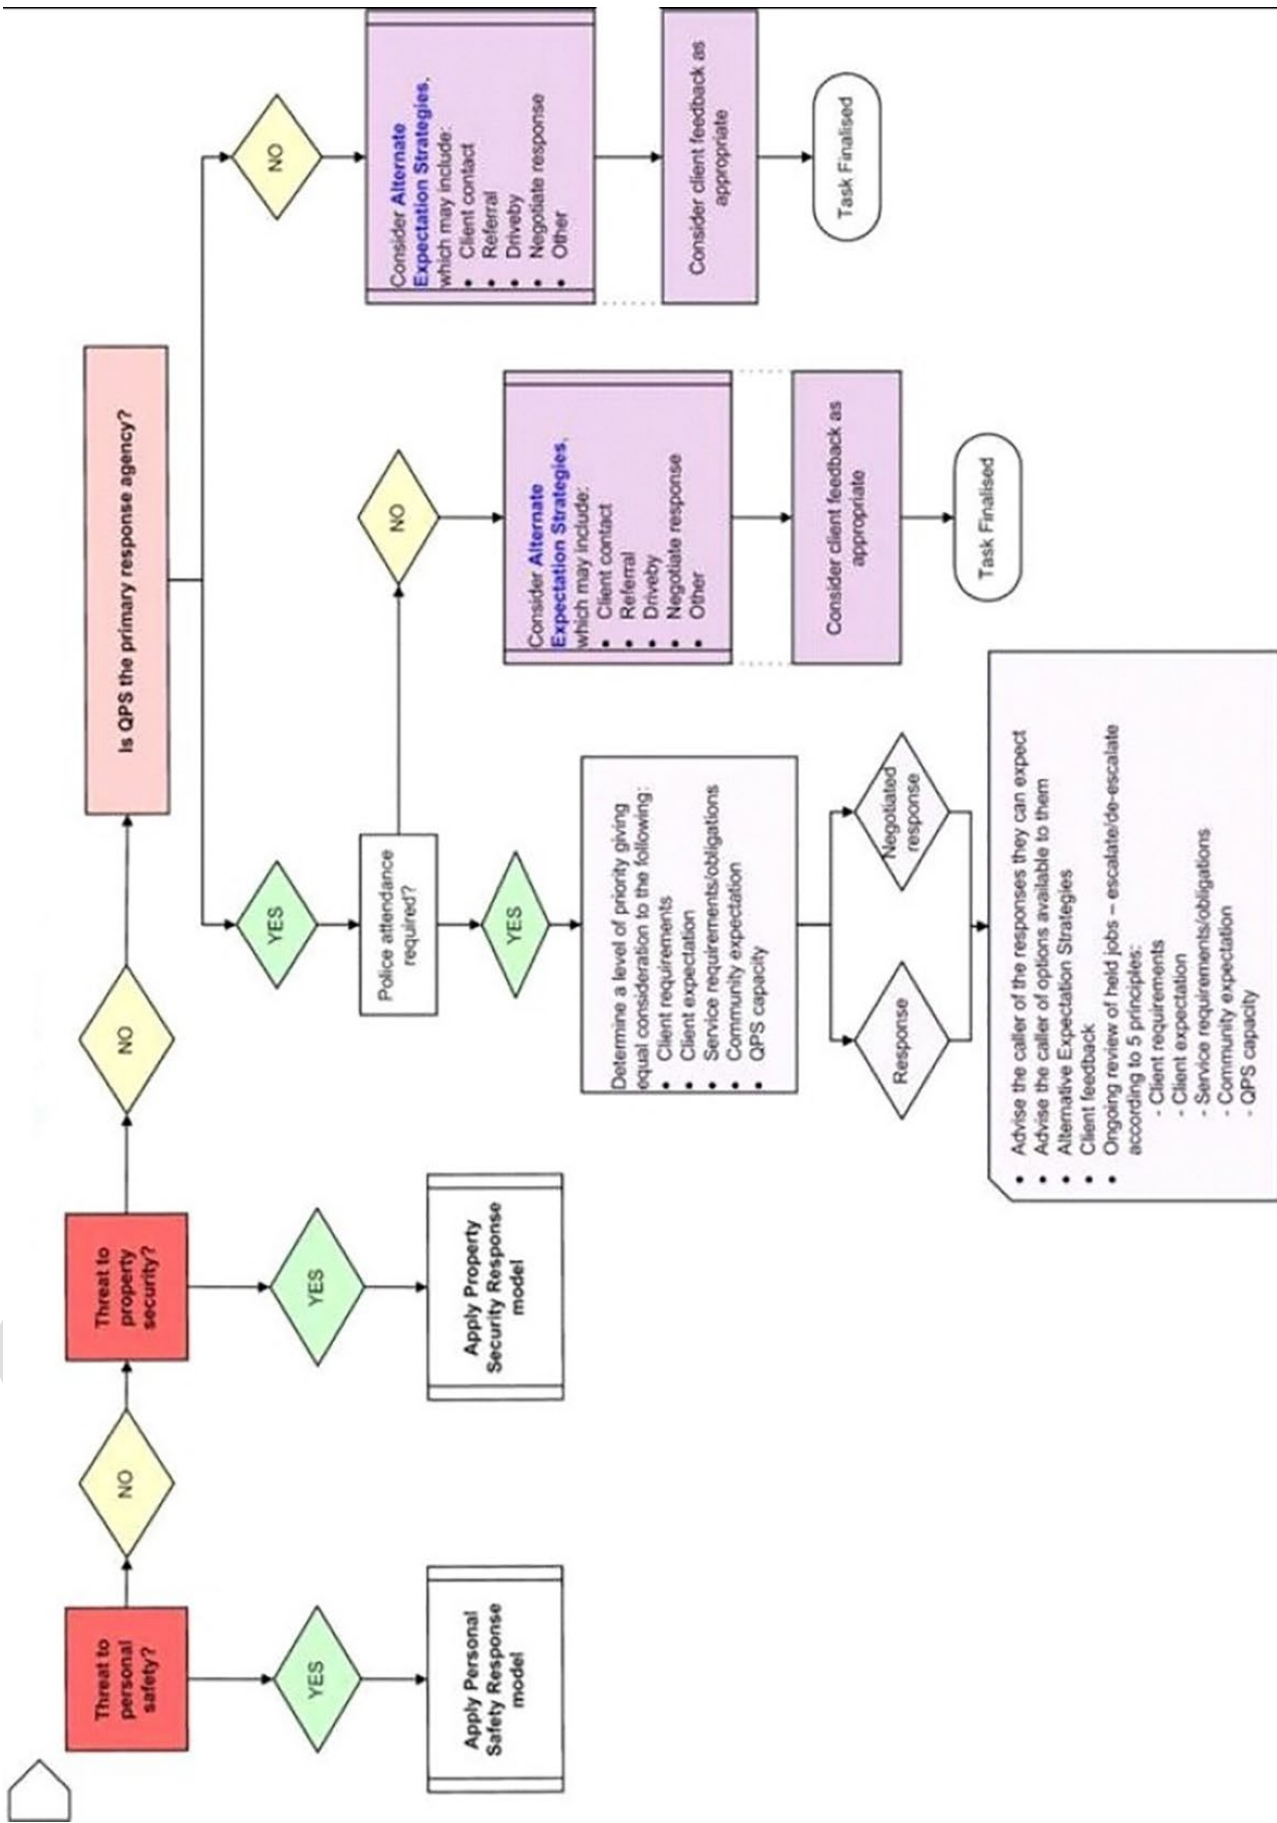 Threat to
personal
safety?
NO
Threat to
property
security?
NO
Is QPS the primary response agency?
YES
Apply Personal
Safety Response
model
YES
Apply Property
Security Response
model
YES
Police attendance
required?
YES
Determine a level of priority giving
equal consideration to the following:
• Client requirements
• Client expectation
• Service requirements/obligations
• Community expectation
• QPS capacity
Response
Negotiated
response
• Advise the caller of the responses they can expect
• Advise the caller of options available to them
• Alternative Expectation Strategies
• Client feedback
• Ongoing review of held jobs – escalate/de-escalate
according to 5 principles:
- Client requirements
- Client expectation
- Service requirements/obligations
- Community expectation
- QPS capacity
NO
Consider Alternate
Expectation Strategies,
which may include:
• Client contact
• Referral
• Driveby
• Negotiate response
• Other
Consider client feedback as
appropriate
Task Finalised
NO
Consider Alternate
Expectation Strategies,
which may include:
• Client contact
• Referral
• Driveby
• Negotiate response
• Other
Consider client feedback as
appropriate
Task Finalised